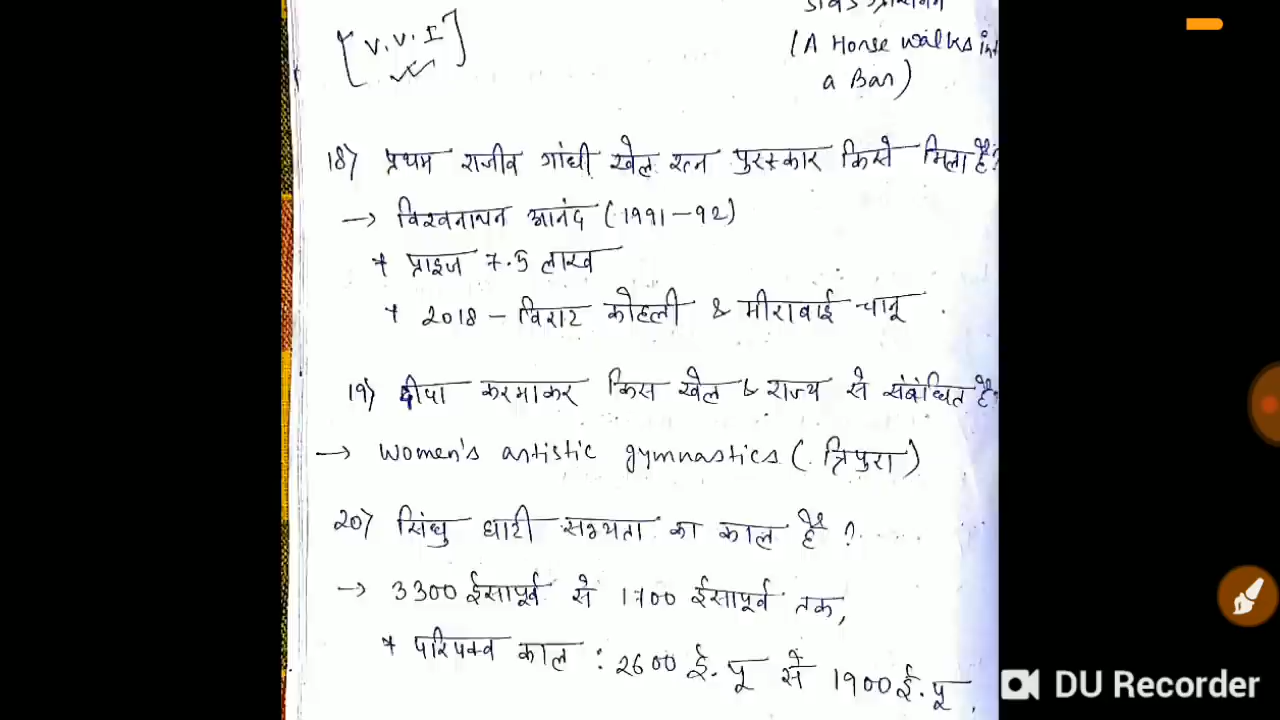 [V.V.I]
(A Horse walks in
a Bar)
18) प्रथम राजीव गांधी खेल रत्न पुरस्कार किसे मिला है?
→ विश्वनाथन आनंद (1991-92)
* प्राइज 7.5 लाख
* 2018 - विराट कोहली & मीराबाई चानू .
19) दीपा करमाकर किस खेल & राज्य से संबंधित है?
→ women's artistic gymnastics (त्रिपुरा)
20) सिंधु घाटी सभ्यता का काल है ? .....
→ 3300 ईसापूर्व से 1700 ईसापूर्व तक,
* परिपक्व काल : 2600 ई.पू से 1900 ई.पू.
DU Recorder